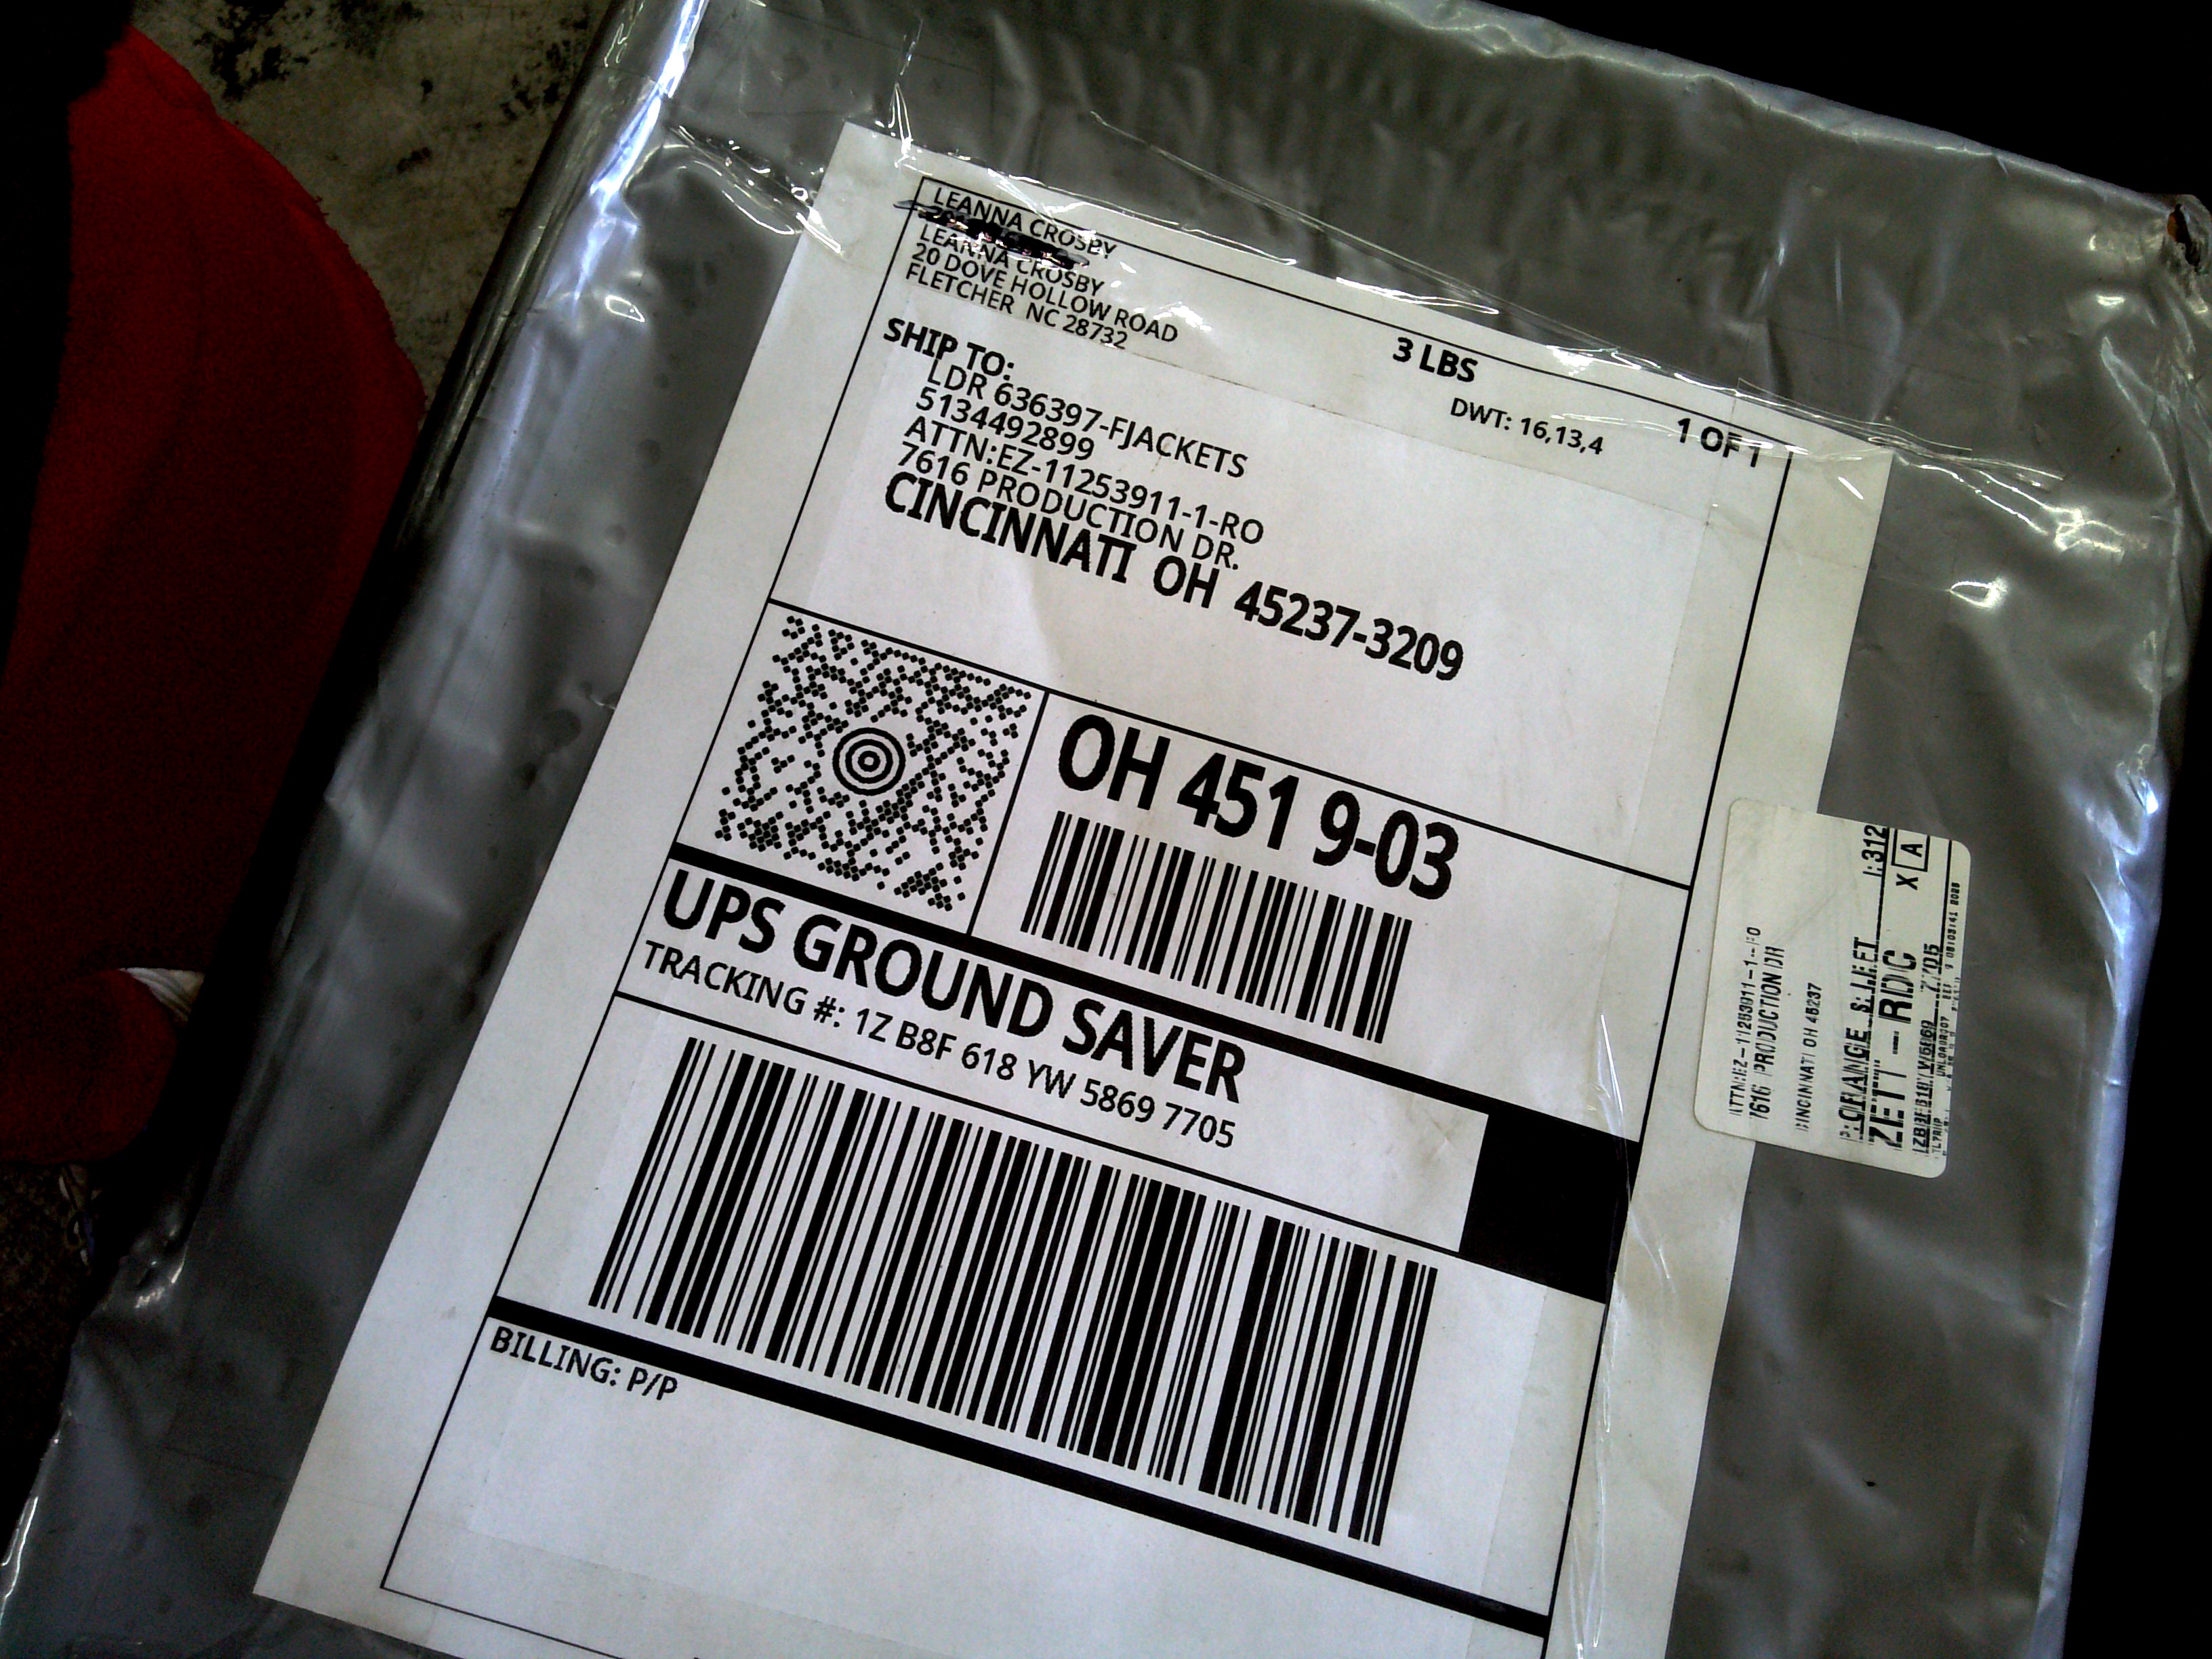 LEANNA CROSBY
LEANNA CROSBY
20 DOVE HOLLOW ROAD
FLETCHER NC 28732
3 LBS
1 OF 1
DWT: 16,13,4
SHIP TO:
LDR 636397-FJACKETS
5134492899
ATTN:EZ-11253911-1-RO
7616 PRODUCTION DR.
CINCINNATI OH 45237-3209
OH 451 9-03
UPS GROUND SAVER
TRACKING #: 1Z B8F 618 YW 5869 7705
BILLING: P/P
7616 PRODUCTION DR
CINCINNATI OH 45237
312
X A